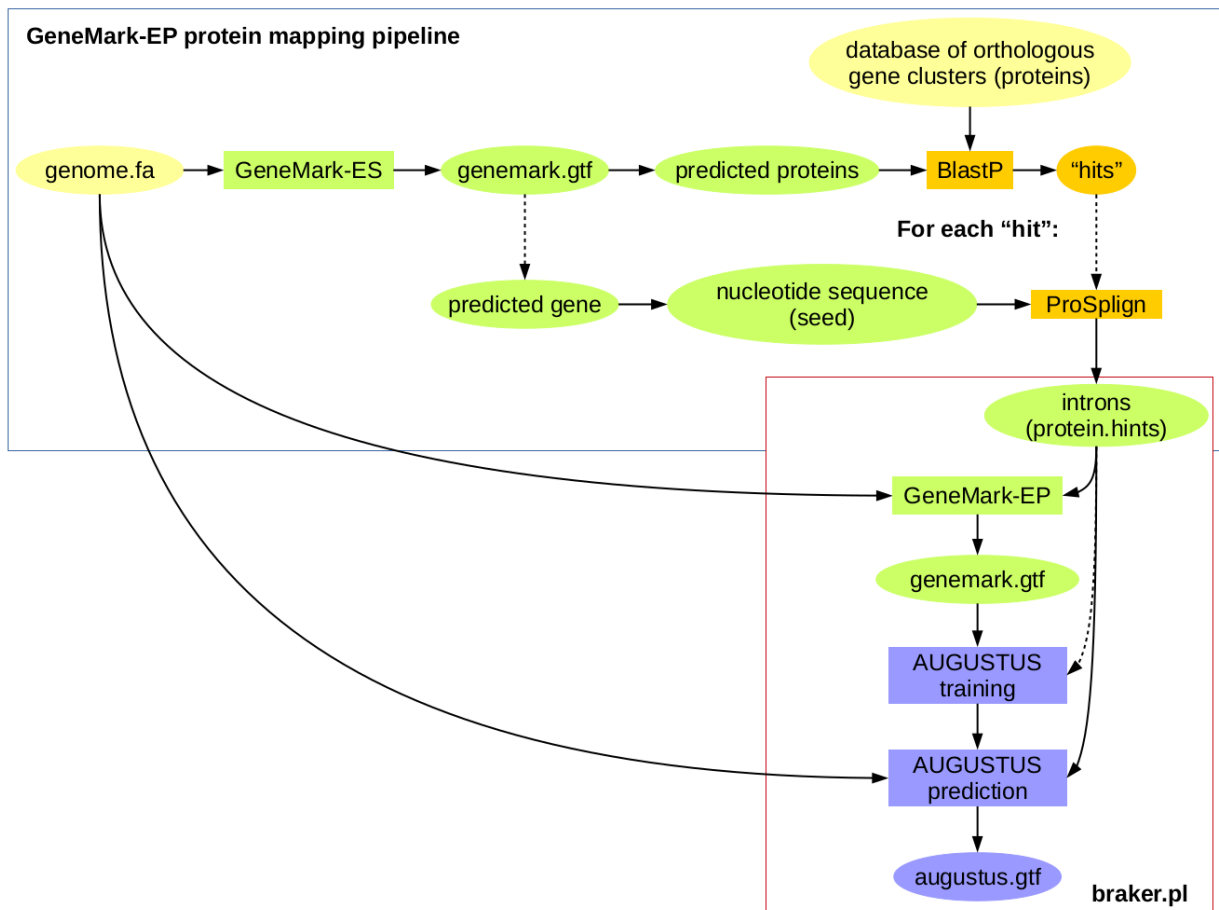 GeneMark-EP protein mapping pipeline
database of orthologous
gene clusters (proteins)
genome.fa
GeneMark-ES
genemark.gtf
predicted proteins
BlastP
“hits”
For each “hit”:
predicted gene
nucleotide sequence
(seed)
ProSplign
introns
(protein.hints)
GeneMark-EP
genemark.gtf
AUGUSTUS
training
AUGUSTUS
prediction
augustus.gtf
braker.pl